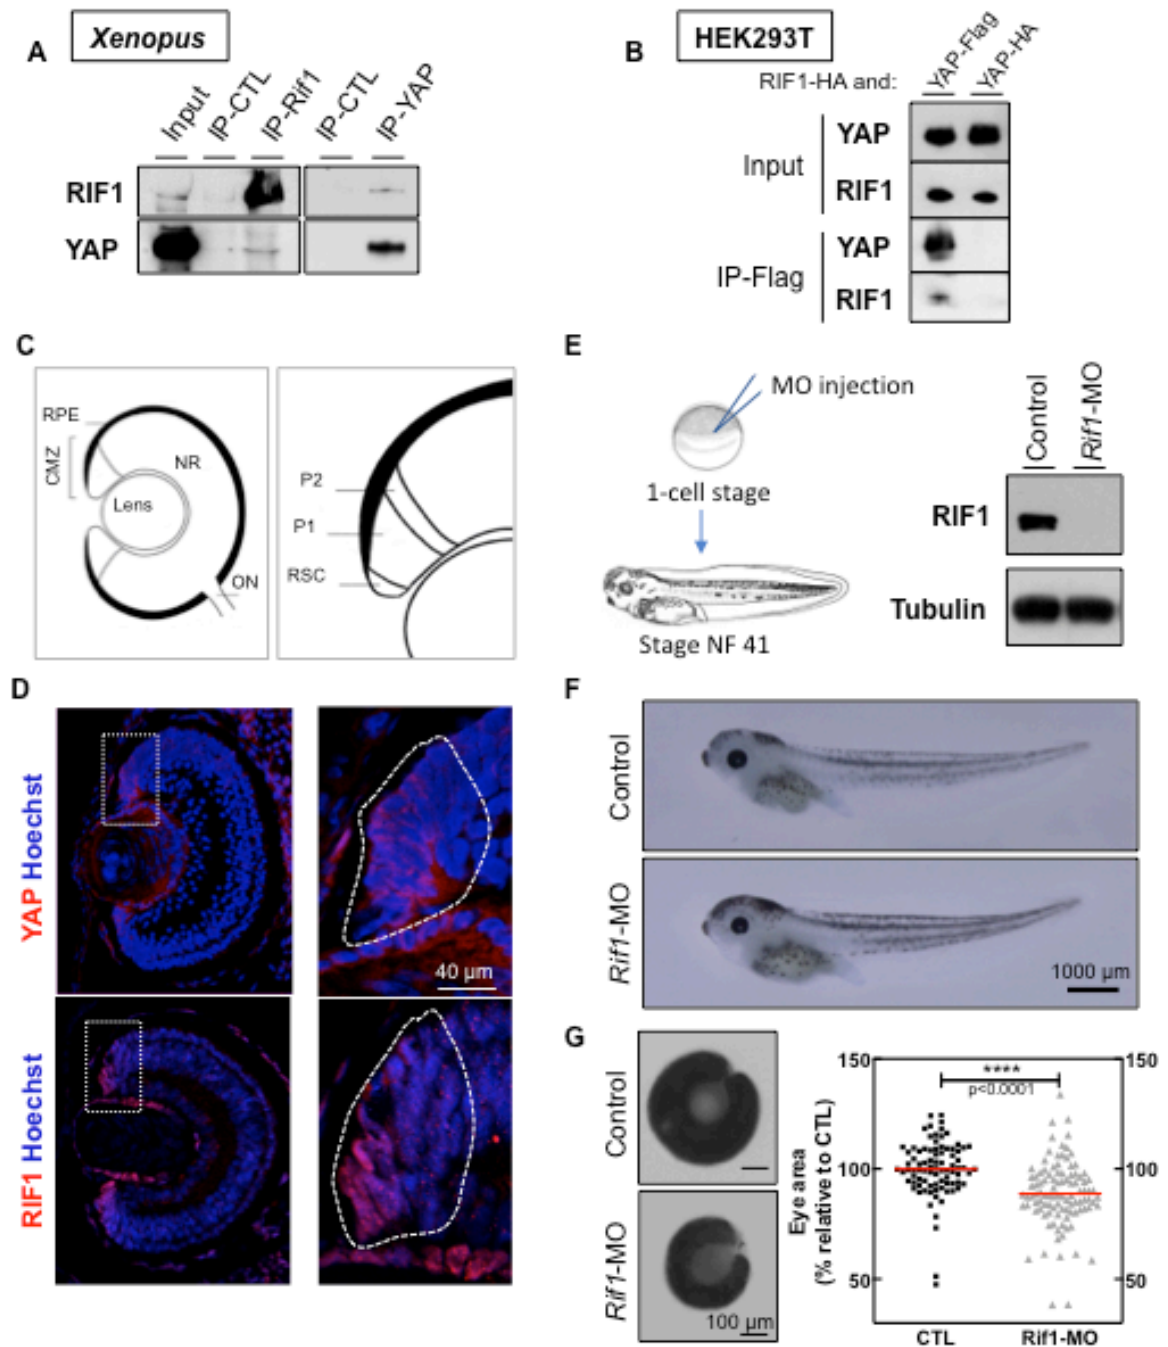 Xenopus
A
Input
IP-CTL
IP-Rif1
IP-CTL
IP-YAP
RIF1
YAP
B
HEK293T
RIF1-HA and:
YAP-Flag
YAP-HA
Input
YAP
RIF1
IP-Flag
YAP
RIF1
C
RPE
CMZ
NR
Lens
ON
P2
P1
RSC
E
MO injection
1-cell stage
Stage NF 41
Control
Rif1-MO
RIF1
Tubulin
D
YAP Hoechst
40 µm
RIF1 Hoechst
F
Control
Rif1-MO
1000 µm
G
Control
Rif1-MO
100 µm
Eye area
(% relative to CTL)
150
100
50
****
p<0.0001
150
100
50
CTL
Rif1-MO